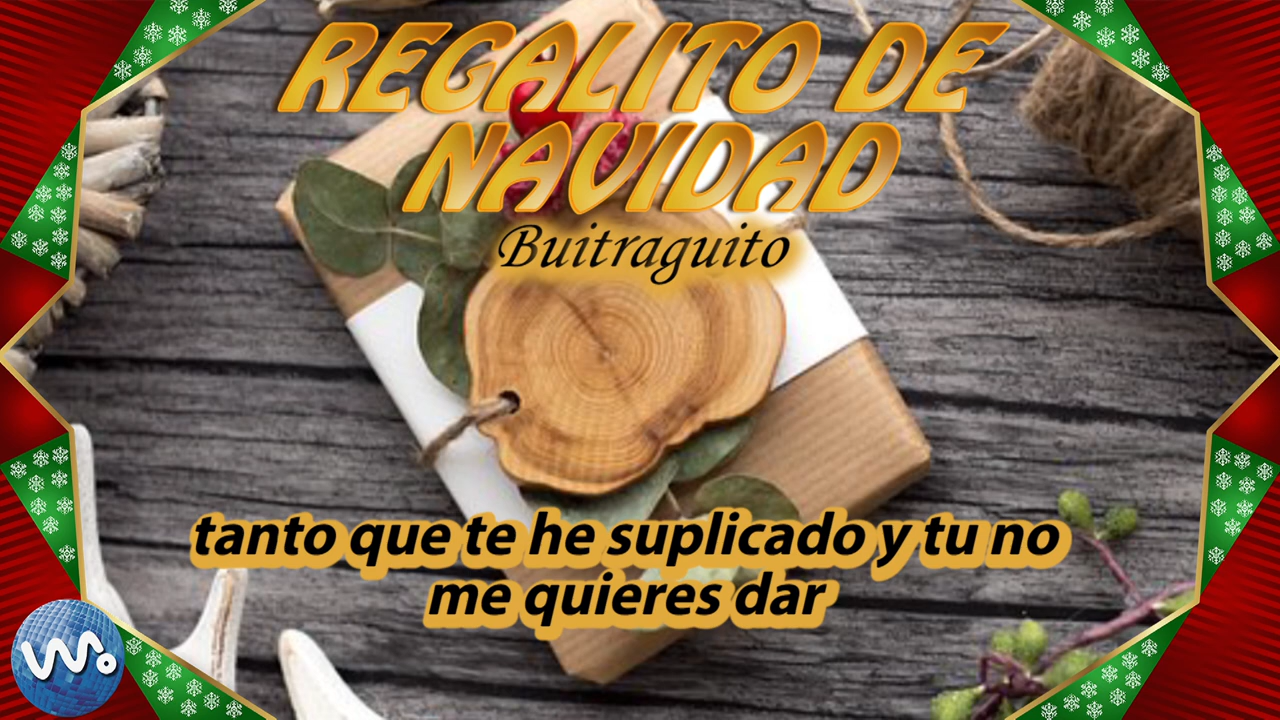 REGALITO DE
NAVIDAD
Buitraguito
tanto que te he suplicado y tu no
me quieres dar